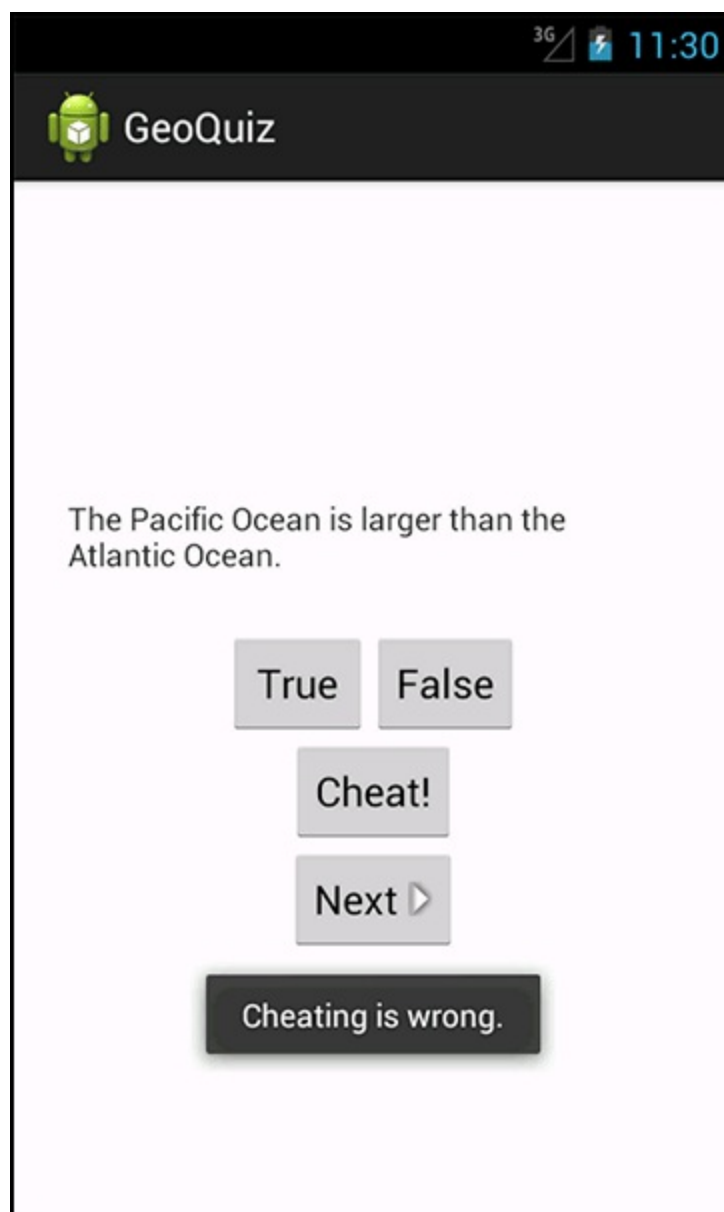 3G 11:30
GeoQuiz
The Pacific Ocean is larger than the
Atlantic Ocean.
True False
Cheat!
Next
Cheating is wrong.